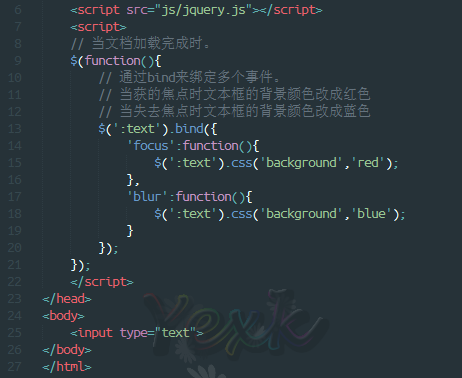 6 <script src="js/jquery.js"></script>
7 <script>
8 // 当文档加载完成时。
9 $(function(){
10 // 通过bind来绑定多个事件。
11 // 当获的焦点时文本框的背景颜色改成红色
12 // 当失去焦点时文本框的背景颜色改成蓝色
13 $(':text').bind({
14 'focus':function(){
15 $(':text').css('background','red');
16 },
17 'blur':function(){
18 $(':text').css('background','blue');
19 }
20 });
21 });
22 </script>
23 </head>
24 <body>
25 <input type="text">
26 </body>
27 </html>
Yexk